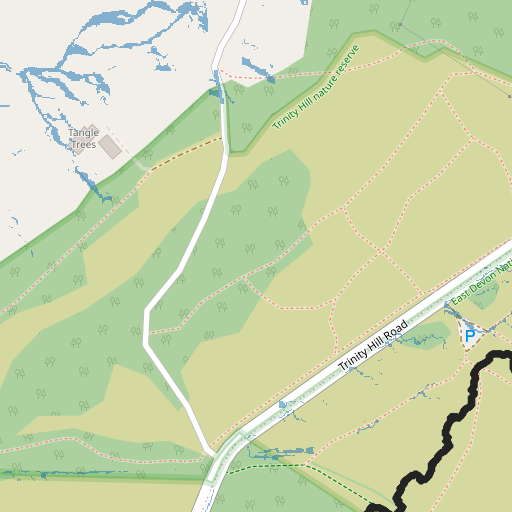 Trinity Hill nature reserve
Tangle
Trees
East Devon Nat
Trinity Hill Road
P